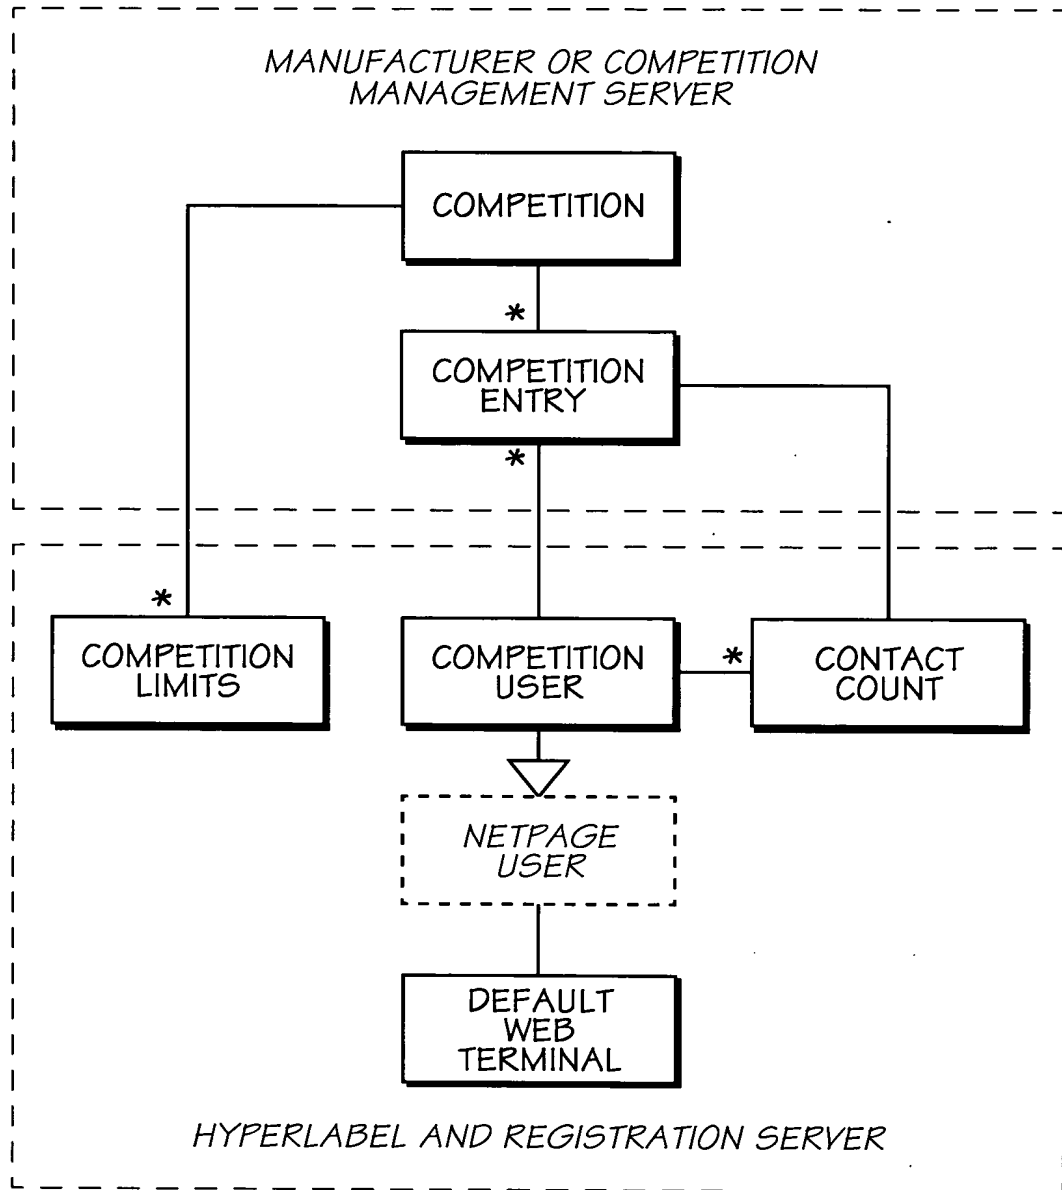 MANUFACTURER OR COMPETITION
MANAGEMENT SERVER
COMPETITION
*
COMPETITION
ENTRY
*
*
COMPETITION
LIMITS
COMPETITION
USER
*
CONTACT
COUNT
NETPAGE
USER
DEFAULT
WEB
TERMINAL
HYPERLABEL AND REGISTRATION SERVER